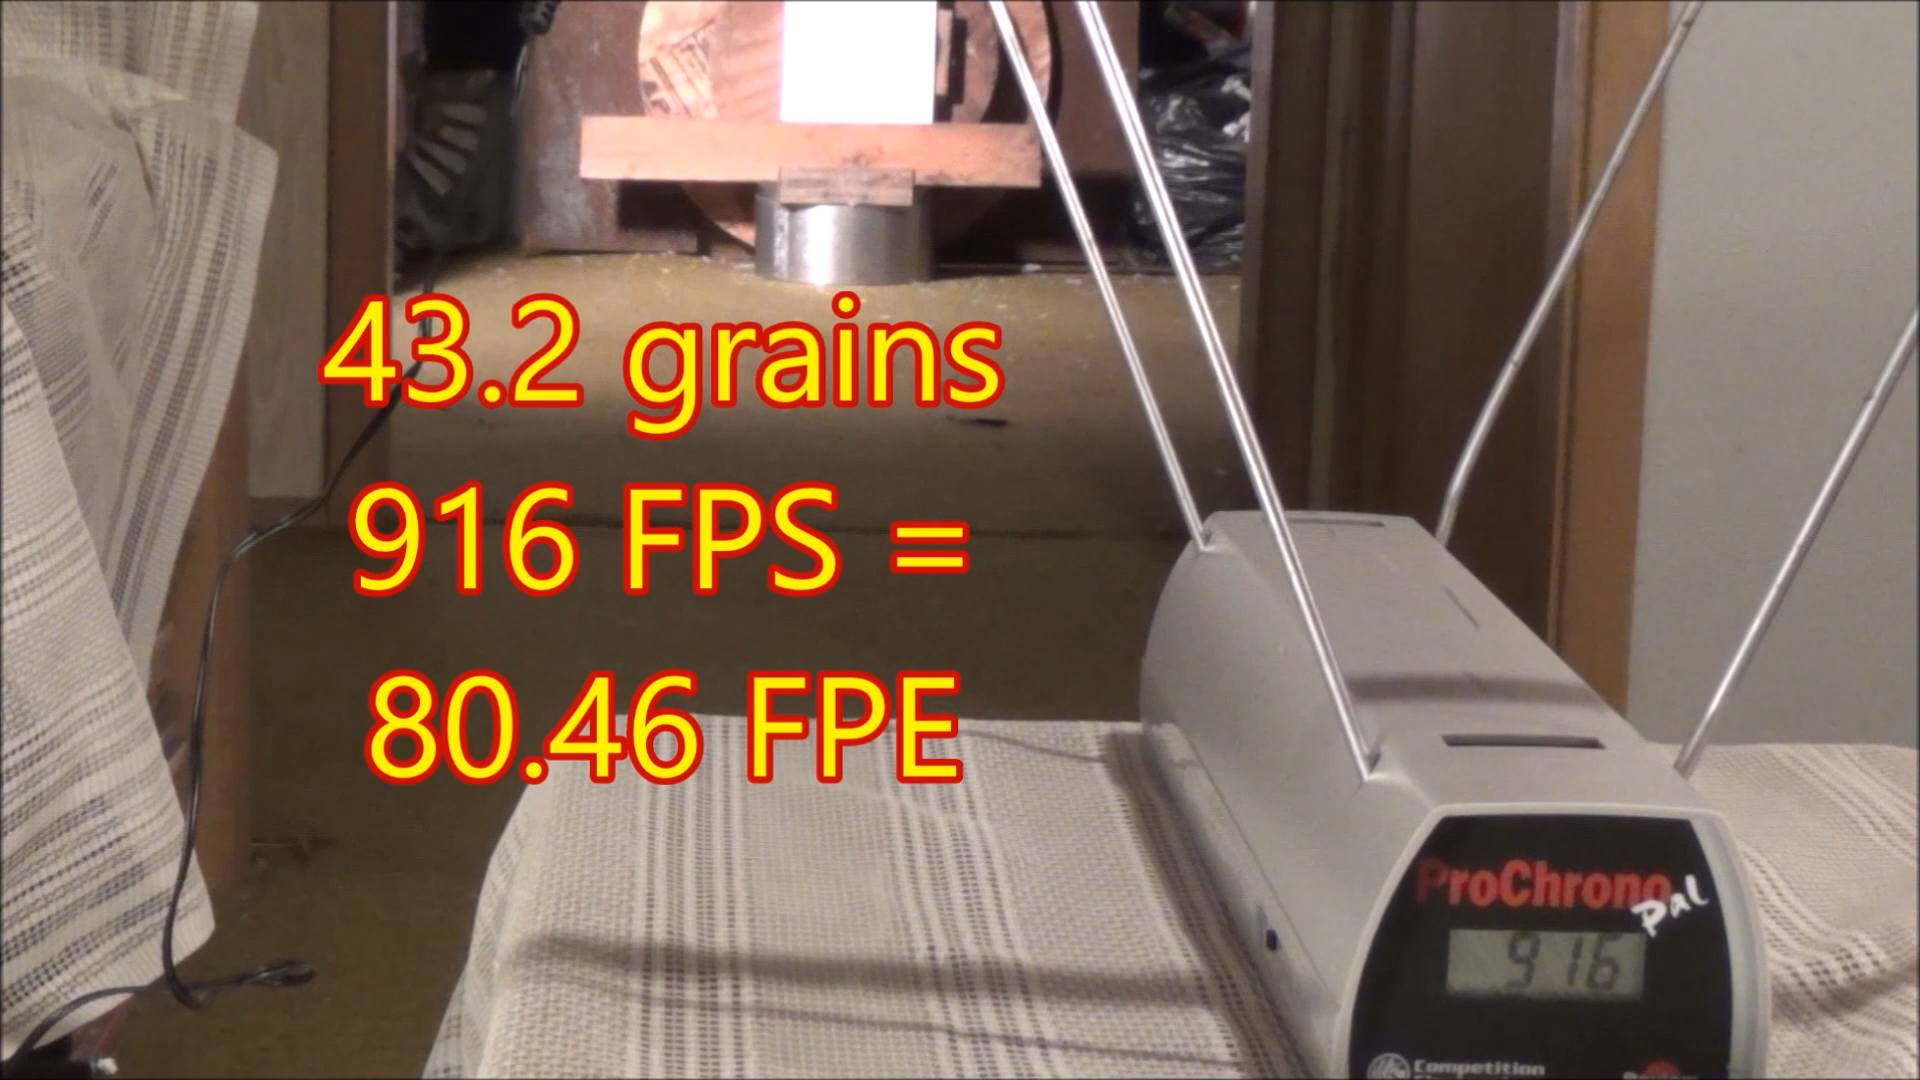 43.2 grains
916 FPS =
80.46 FPE
ProChrono
Pal
916
Competition